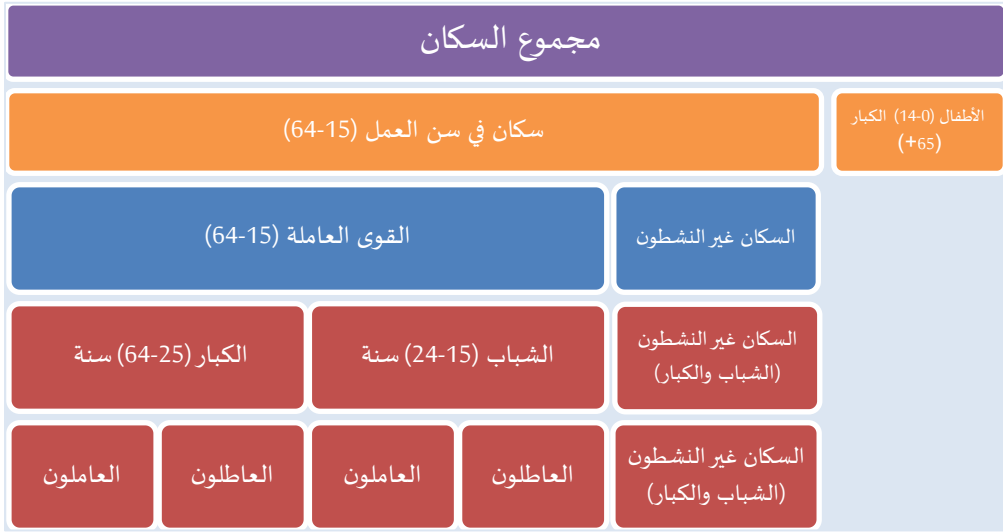 مجموع السكان
الأطفال (0-14) الكبار
(65+)
سكان في سن العمل (15-64)
السكان غير النشطون
القوى العاملة (15-64)
السكان غير النشطون
(الشباب والكبار)
الشباب (15-24) سنة
الكبار (25-64) سنة
السكان غير النشطون
(الشباب والكبار)
العاطلون
العاملون
العاطلون
العاملون